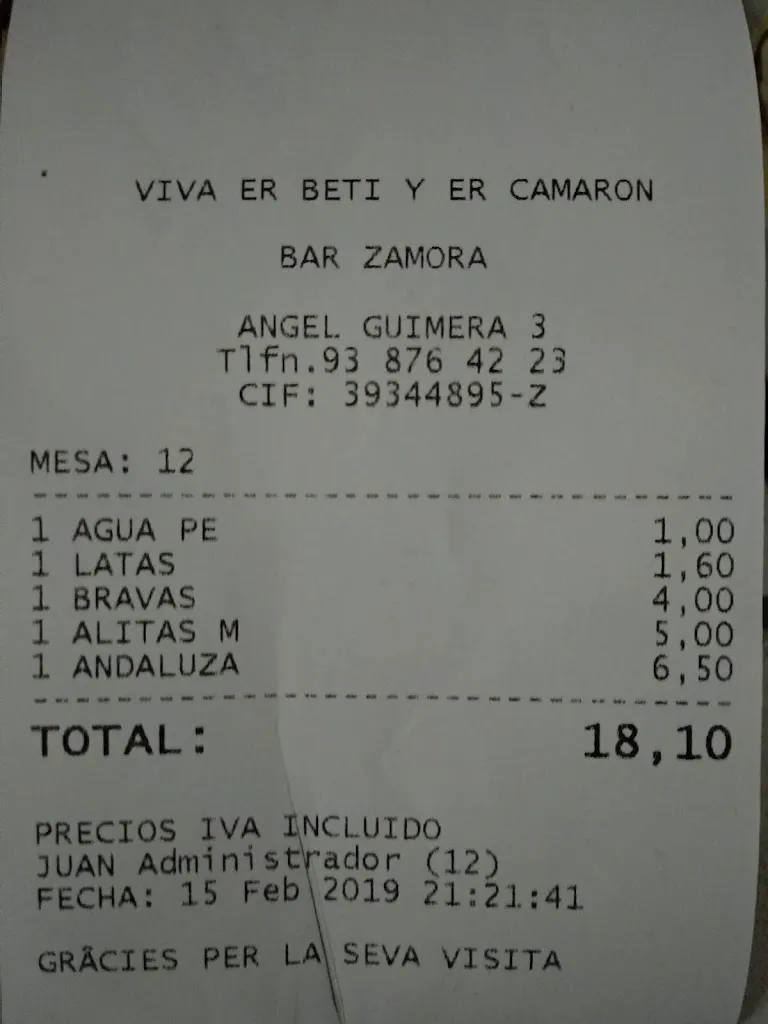 VIVA ER BETI Y ER CAMARON
BAR ZAMORA
ANGEL GUIMERA 3
Tlfn.93 876 42 23
CIF: 39344895-Z
MESA: 12
1 AGUA PE 1,00
1 LATAS 1,60
1 BRAVAS 4,00
1 ALITAS M 5,00
1 ANDALUZA 6,50
TOTAL: 18,10
PRECIOS IVA INCLUIDO
JUAN Administrador (12)
FECHA: 15 Feb 2019 21:21:41
GRÂCIES PER LA SEVA VISITA